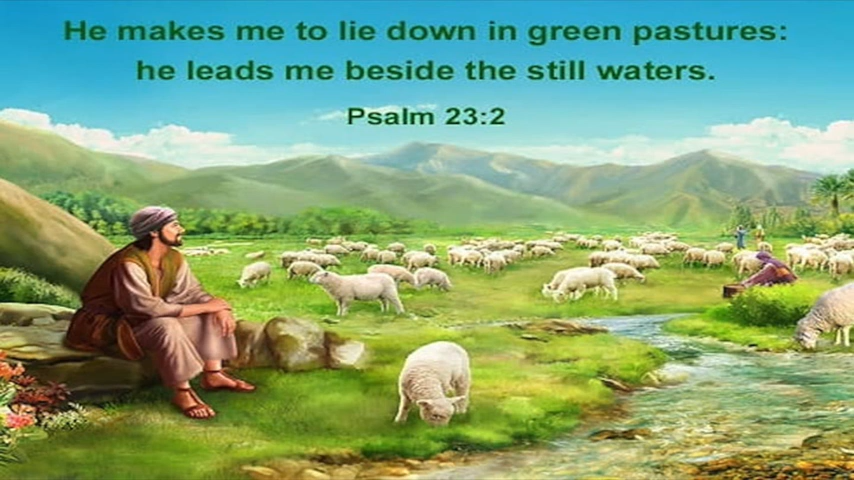 He makes me to lie down in green pastures:
he leads me beside the still waters.
Psalm 23:2